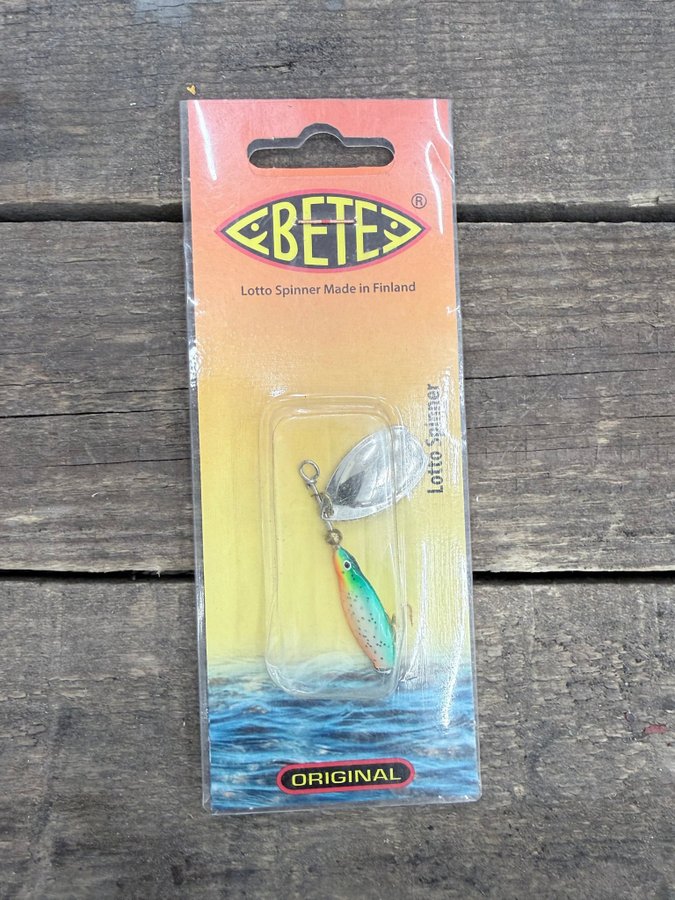 BETE
®
Lotto Spinner Made in Finland
Lotto Spinner
ORIGINAL